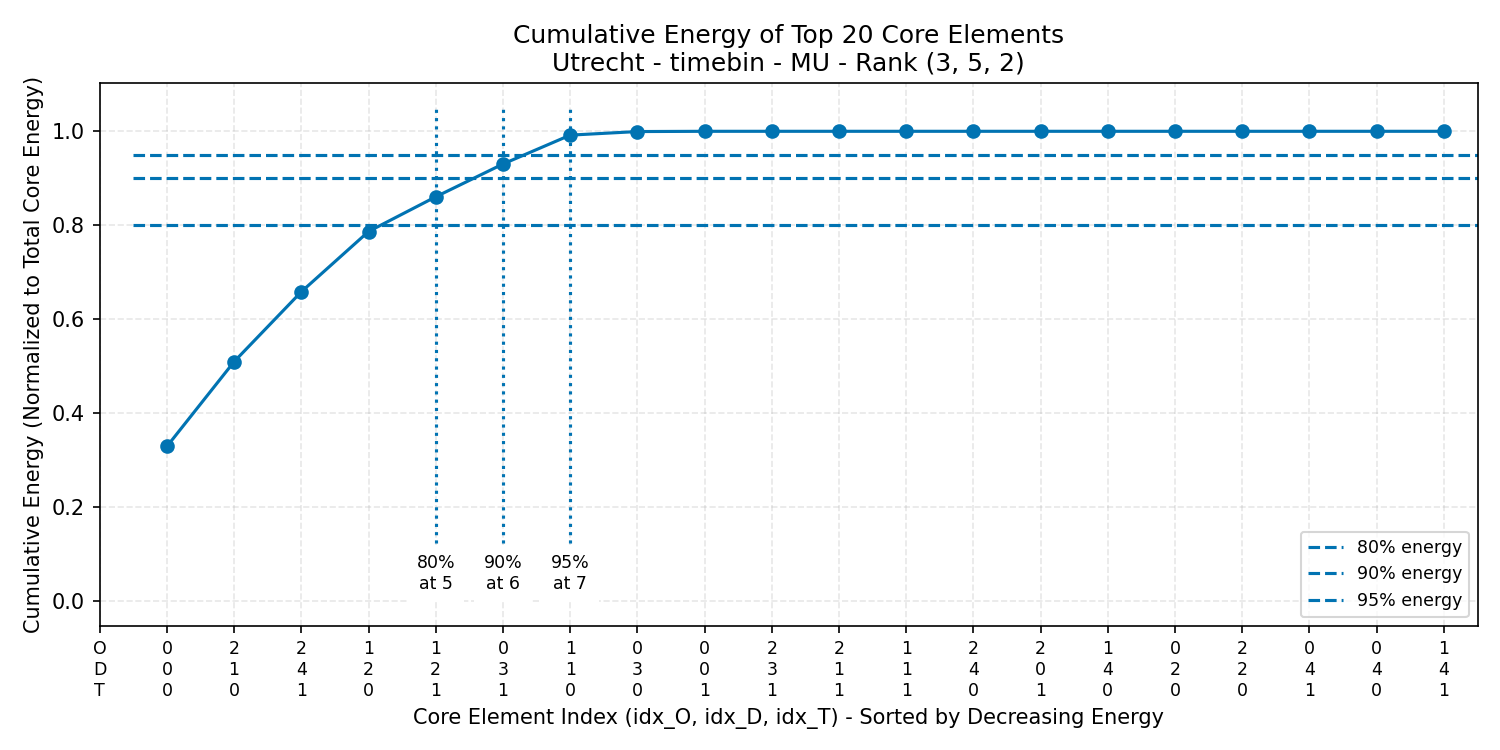 Cumulative Energy of Top 20 Core Elements
Utrecht - timebin - MU - Rank (3, 5, 2)
Cumulative Energy (Normalized to Total Core Energy)
1.0
0.8
0.6
0.4
0.2
0.0
80% 90% 95%
at 5 at 6 at 7
80% energy
90% energy
95% energy
O 0 2 2 1 1 0 1 0 0 2 2 1 2 2 1 0 2 0 0 1
D 0 1 4 2 2 3 1 3 0 3 1 1 4 0 4 2 2 4 4 4
T 0 0 1 0 1 1 0 0 1 1 1 1 0 1 0 0 0 1 0 1
Core Element Index (idx_O, idx_D, idx_T) - Sorted by Decreasing Energy